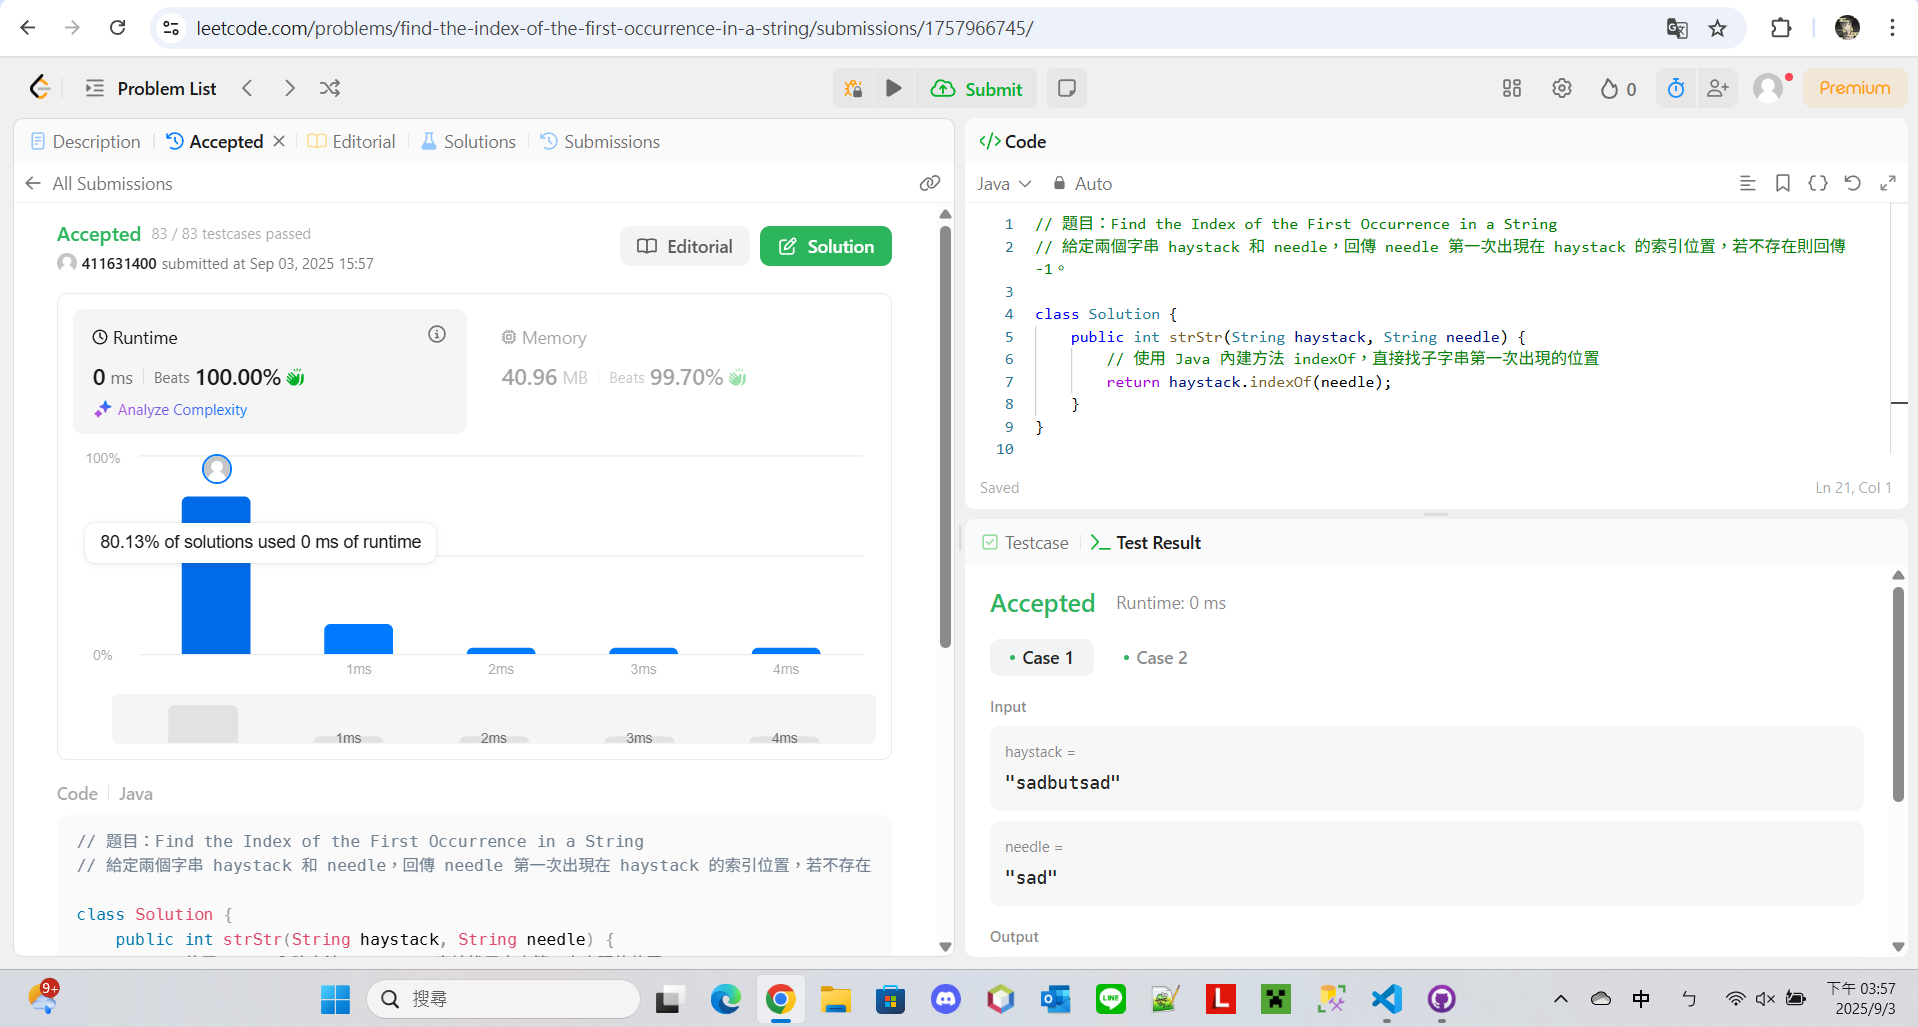 leetcode.com/problems/find-the-index-of-the-first-occurrence-in-a-string/submissions/1757966745/
Problem List
Submit
0
Premium
Description
Accepted
Editorial
Solutions
Submissions
All Submissions
Accepted 83 / 83 testcases passed
411631400 submitted at Sep 03, 2025 15:57
Editorial
Solution
Runtime
0 ms Beats 100.00%
Analyze Complexity
Memory
40.96 MB Beats 99.70%
100%
80.13% of solutions used 0 ms of runtime
0%
1ms 2ms 3ms 4ms
1ms 2ms 3ms 4ms
Code Java
// 題目：Find the Index of the First Occurrence in a String
// 給定兩個字串 haystack 和 needle，回傳 needle 第一次出現在 haystack 的索引位置，若不存在
class Solution {
public int strStr(String haystack, String needle) {
</> Code
Java Auto
1 // 題目：Find the Index of the First Occurrence in a String
2 // 給定兩個字串 haystack 和 needle，回傳 needle 第一次出現在 haystack 的索引位置，若不存在則回傳
-1。
3
4 class Solution {
5 public int strStr(String haystack, String needle) {
6 // 使用 Java 內建方法 indexOf，直接找子字串第一次出現的位置
7 return haystack.indexOf(needle);
8 }
9 }
10
Saved
Ln 21, Col 1
Testcase
Test Result
Accepted Runtime: 0 ms
Case 1
Case 2
Input
haystack =
"sadbutsad"
needle =
"sad"
Output
9+
搜尋
LINE
L
中
ㄅ
下午 03:57
2025/9/3